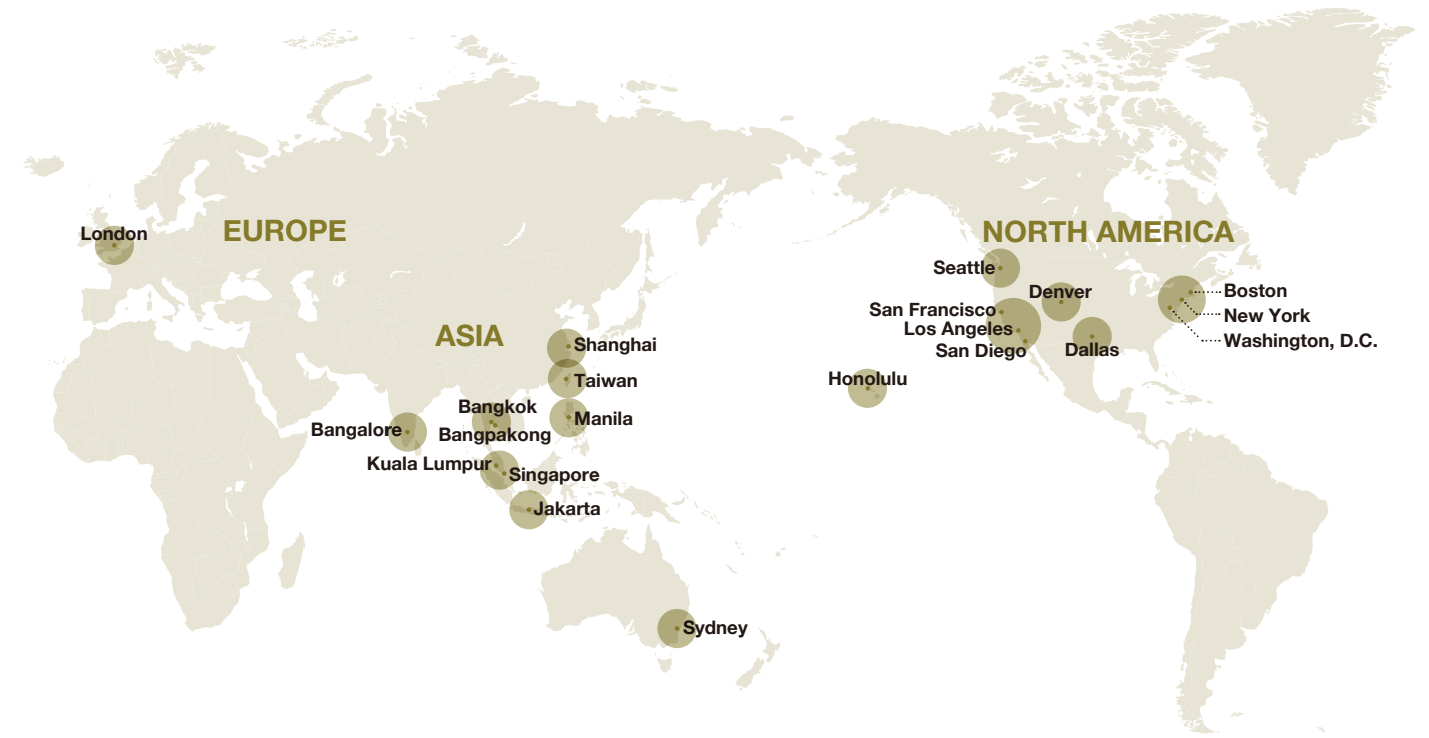 London
EUROPE
NORTH AMERICA
Seattle
Denver
Boston
San Francisco
New York
Los Angeles
Washington, D.C.
San Diego
Dallas
Honolulu
ASIA
Shanghai
Taiwan
Bangkok
Manila
Bangalore
Bangpakong
Kuala Lumpur
Singapore
Jakarta
Sydney